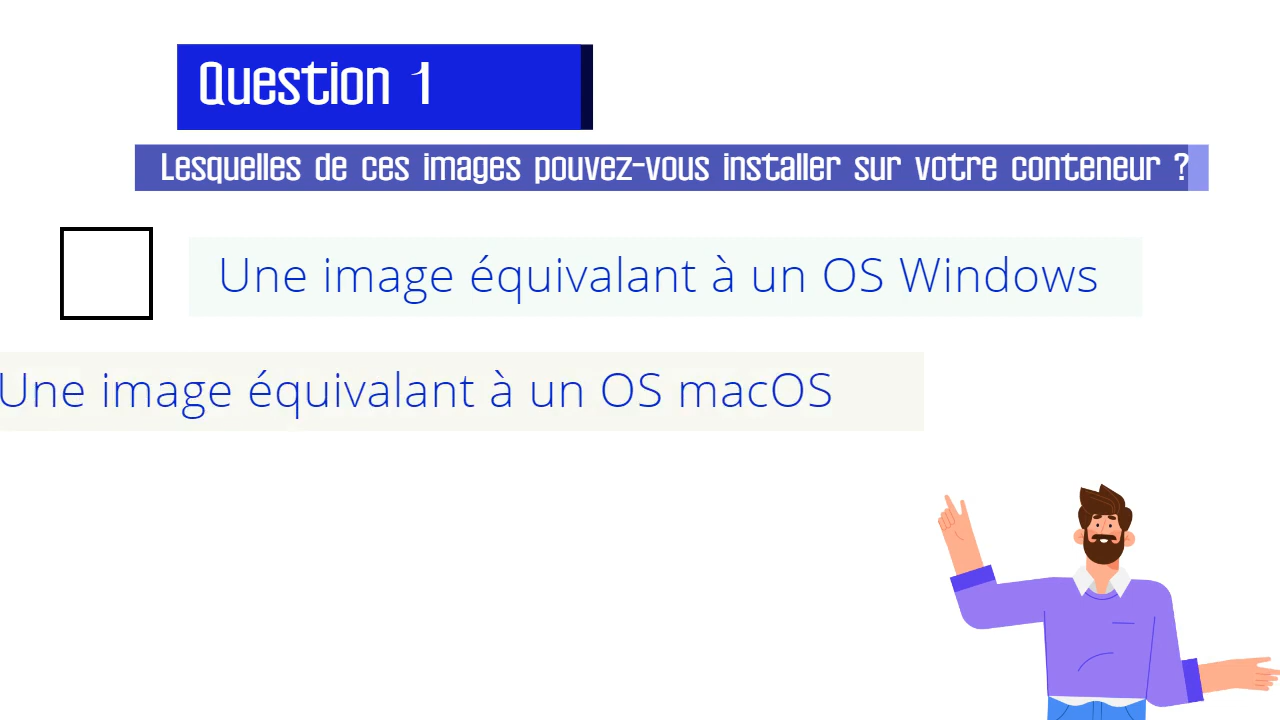 Question 1
Lesquelles de ces images pouvez-vous installer sur votre conteneur ?
Une image équivalant à un OS Windows
Une image équivalant à un OS macOS